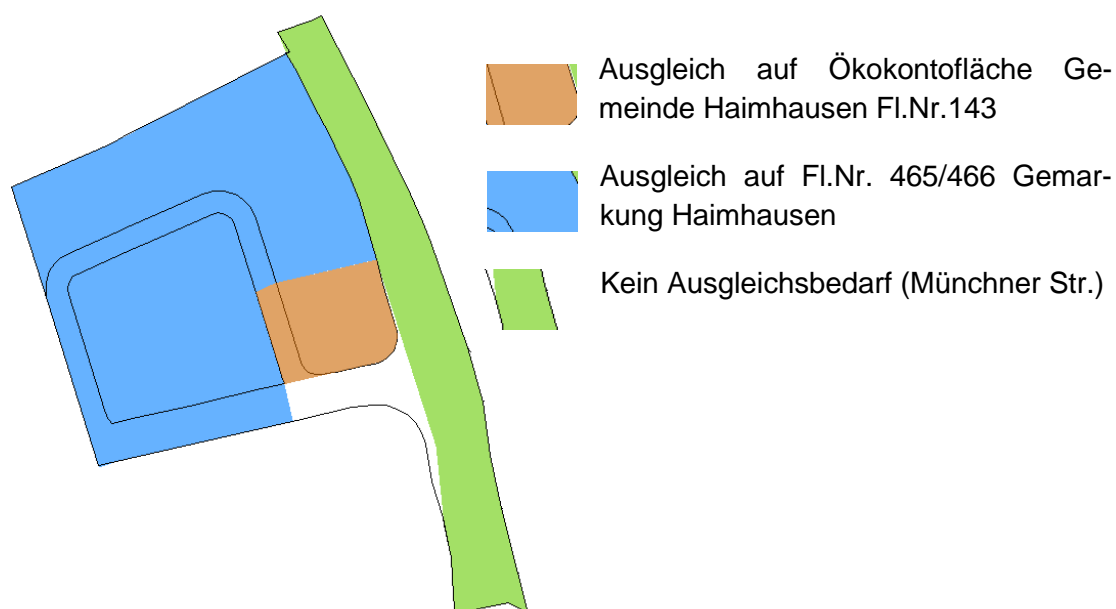 Ausgleich auf Ökokontofläche Ge-
meinde Haimhausen Fl.Nr.143
Ausgleich auf Fl.Nr. 465/466 Gemar-
kung Haimhausen
Kein Ausgleichsbedarf (Münchner Str.)